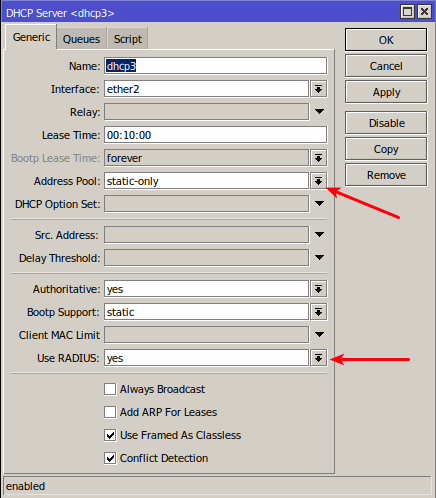 DHCP Server <dhcp3>
Generic Queues Script
Name: dhcp3
Interface: ether2
Relay:
Lease Time: 00:10:00
Bootp Lease Time: forever
Address Pool: static-only
DHCP Option Set:
Src. Address:
Delay Threshold:
Authoritative: yes
Bootp Support: static
Client MAC Limit
Use RADIUS: yes
Always Broadcast
Add ARP For Leases
Use Framed As Classless
Conflict Detection
OK
Cancel
Apply
Disable
Copy
Remove
enabled